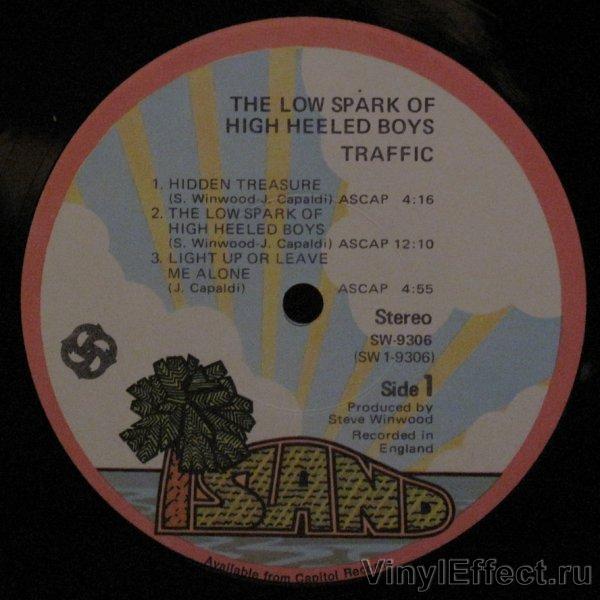 THE LOW SPARK OF
HIGH HEELED BOYS
TRAFFIC
1. HIDDEN TREASURE
(S. Winwood-J. Capaldi) ASCAP 4:16
2. THE LOW SPARK OF
HIGH HEELED BOYS
(S. Winwood-J. Capaldi) ASCAP 12:10
3. LIGHT UP OR LEAVE
ME ALONE
(J. Capaldi) ASCAP 4:55
Stereo
SW-9306
(SW 1-9306)
Side 1
Produced by
Steve Winwood
Recorded in
England
ISLAND
Available from Capitol
VinylEffect.ru